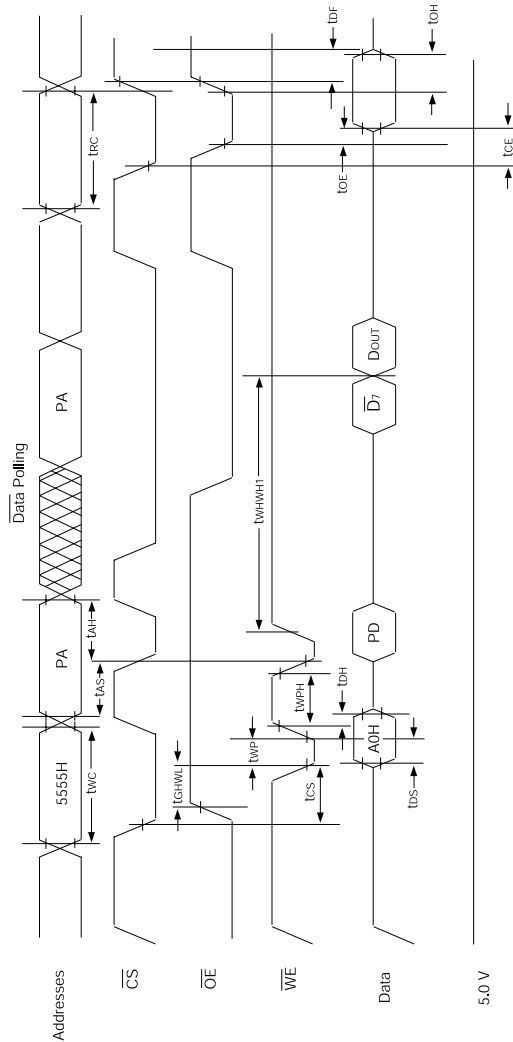 Data Polling
Addresses
5555H
PA
PA
tWC
tAS
tAH
tRC
CS
OE
tGHWL
WE
tCS
tWP
tWPH
tWHWH1
tDF
tOE
tDH
Data
A0H
PD
D7
DOUT
tDS
tOH
tCE
5.0 V